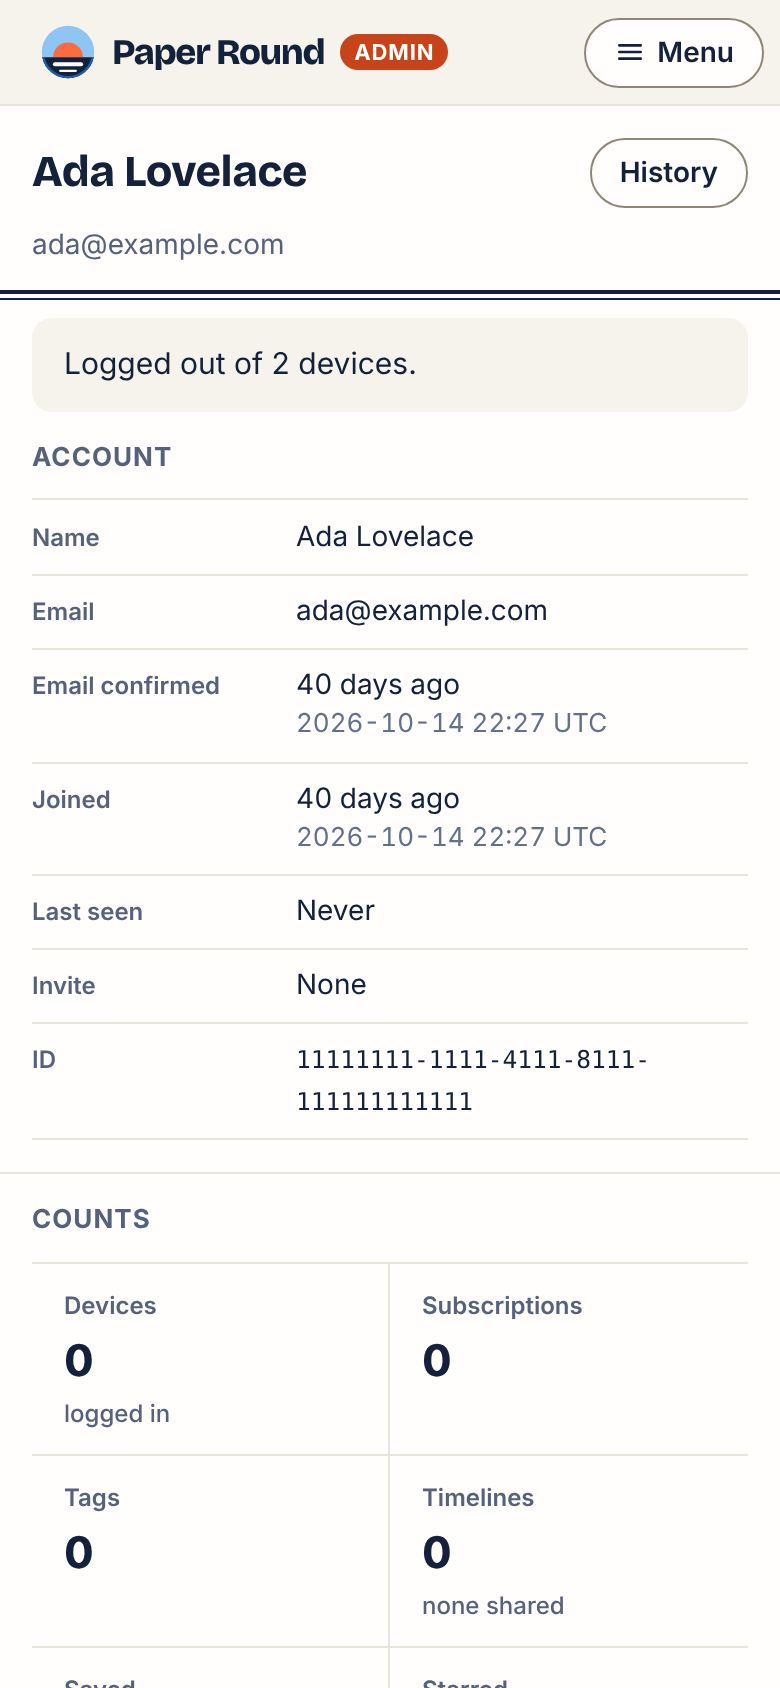 Paper Round ADMIN
Menu
Ada Lovelace
History
ada@example.com
Logged out of 2 devices.
ACCOUNT
Name Ada Lovelace
Email ada@example.com
Email confirmed 40 days ago
2026-10-14 22:27 UTC
Joined 40 days ago
2026-10-14 22:27 UTC
Last seen Never
Invite None
ID 11111111-1111-4111-8111-
111111111111
COUNTS
Devices Subscriptions
0 0
logged in
Tags Timelines
0 0
none shared
Saved Starred